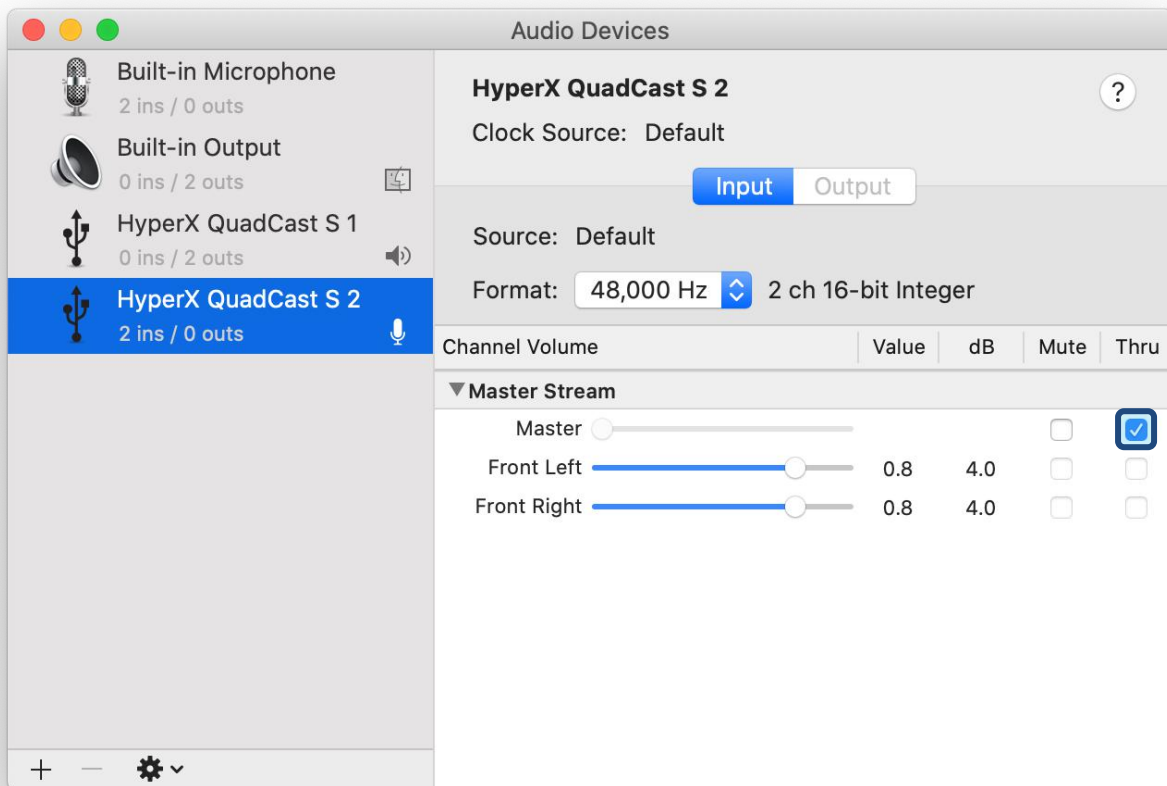 Audio Devices
Built-in Microphone
2 ins / 0 outs
Built-in Output
0 ins / 2 outs
HyperX QuadCast S 1
0 ins / 2 outs
HyperX QuadCast S 2
2 ins / 0 outs
HyperX QuadCast S 2
?
Clock Source: Default
Input Output
Source: Default
Format: 48,000 Hz 2 ch 16-bit Integer
Channel Volume Value dB Mute Thru
Master Stream
Master
Front Left 0.8 4.0
Front Right 0.8 4.0